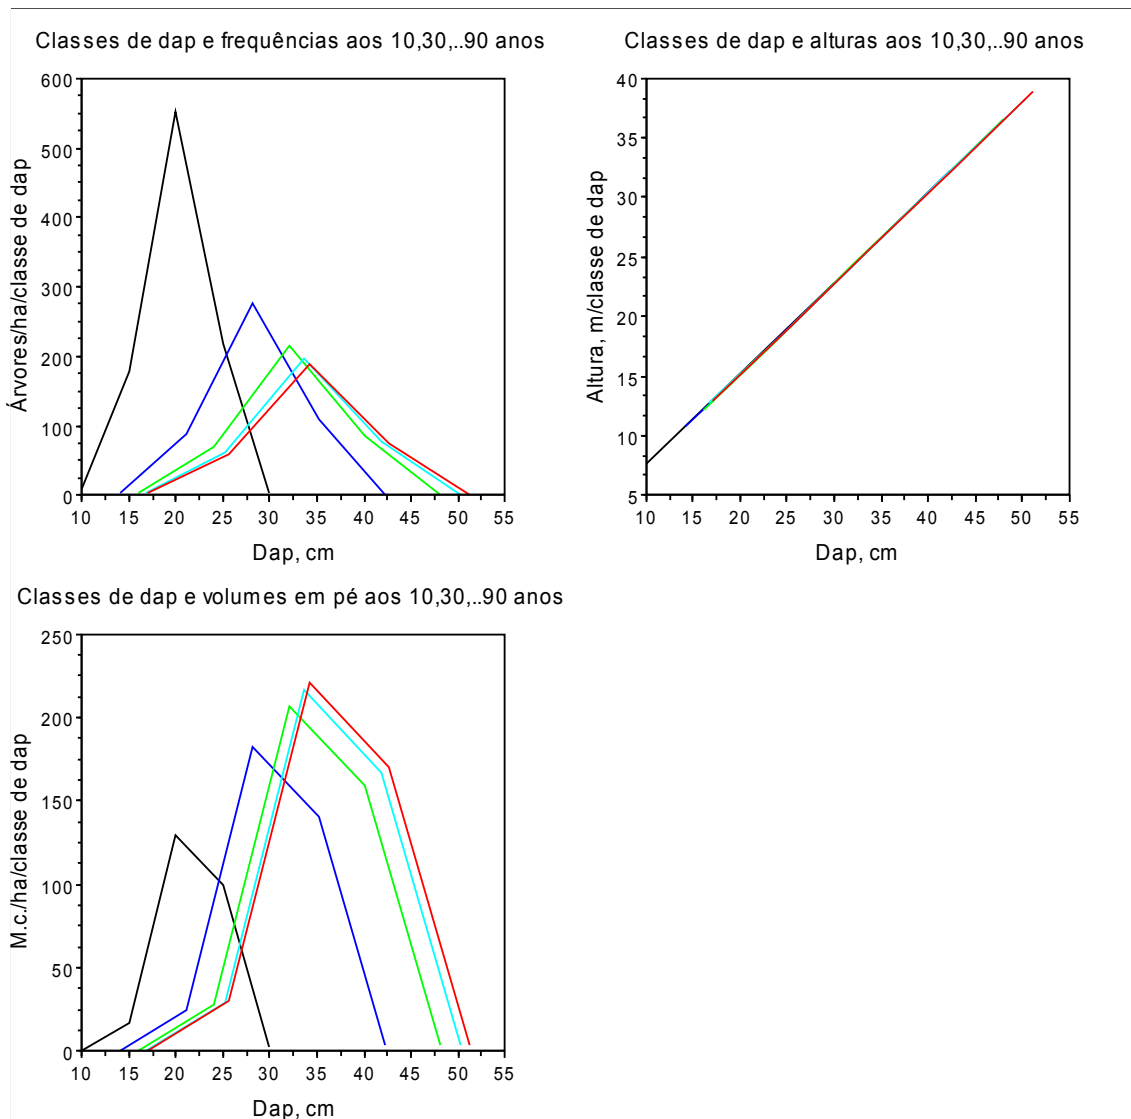 Classes de dap e frequências aos 10,30,..90 anos
Árvores/ha/classe de dap
600
500
400
300
200
100
0
10 15 20 25 30 35 40 45 50 55
Dap, cm
Classes de dap e alturas aos 10,30,..90 anos
Altura, m/classe de dap
40
35
30
25
20
15
10
5
10 15 20 25 30 35 40 45 50 55
Dap, cm
Classes de dap e volumes em pé aos 10,30,..90 anos
M.c./ha/classe de dap
250
200
150
100
50
0
10 15 20 25 30 35 40 45 50 55
Dap, cm